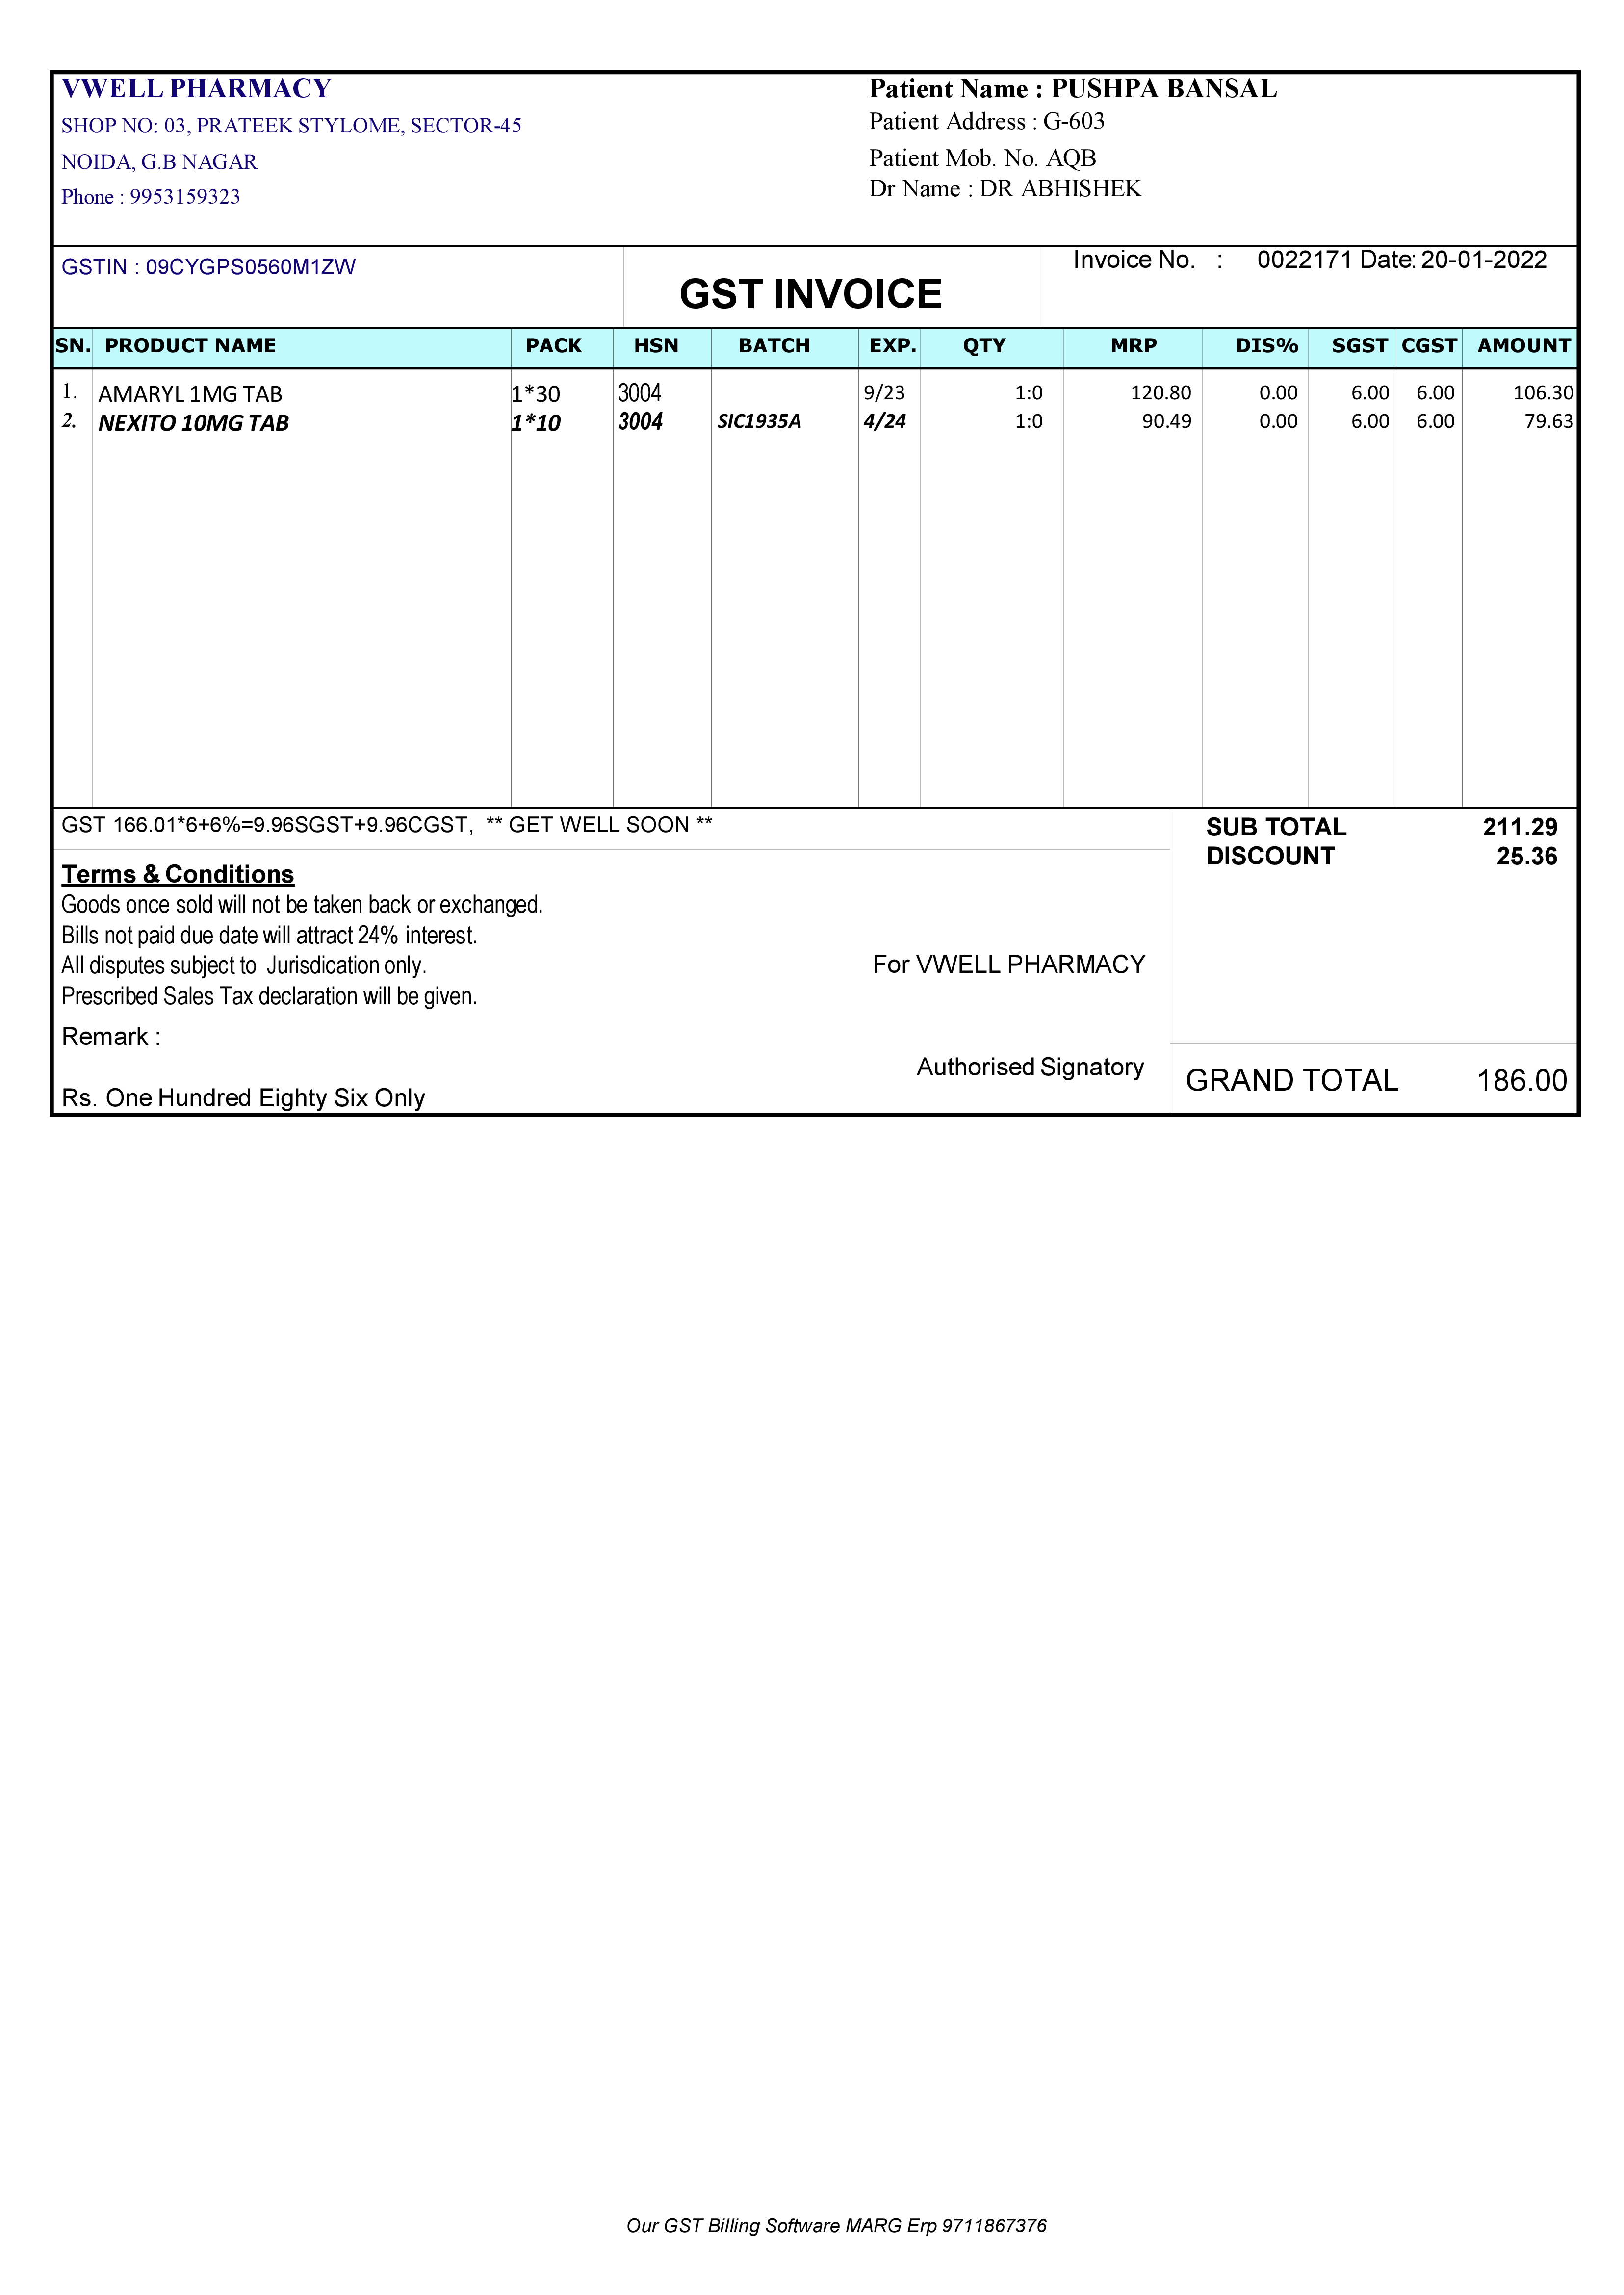 VWELL PHARMACY
SHOP NO: 03, PRATEEK STYLOME, SECTOR-45
NOIDA, G.B NAGAR
Phone : 9953159323
Patient Name : PUSHPA BANSAL
Patient Address : G-603
Patient Mob. No. AQB
Dr Name : DR ABHISHEK
GSTIN : 09CYGPS0560M1ZW
GST INVOICE
Invoice No. : 0022171 Date: 20-01-2022
SN. PRODUCT NAME PACK HSN BATCH EXP. QTY MRP DIS% SGST CGST AMOUNT
1. AMARYL 1MG TAB 1*30 3004 9/23 1:0 120.80 0.00 6.00 6.00 106.30
2. NEXITO 10MG TAB 1*10 3004 SIC1935A 4/24 1:0 90.49 0.00 6.00 6.00 79.63
GST 166.01*6+6%=9.96SGST+9.96CGST, ** GET WELL SOON **
SUB TOTAL 211.29
DISCOUNT 25.36
Terms & Conditions
Goods once sold will not be taken back or exchanged.
Bills not paid due date will attract 24% interest.
All disputes subject to Jurisdication only.
Prescribed Sales Tax declaration will be given.
For VWELL PHARMACY
Remark :
Authorised Signatory
Rs. One Hundred Eighty Six Only
GRAND TOTAL 186.00
Our GST Billing Software MARG Erp 9711867376